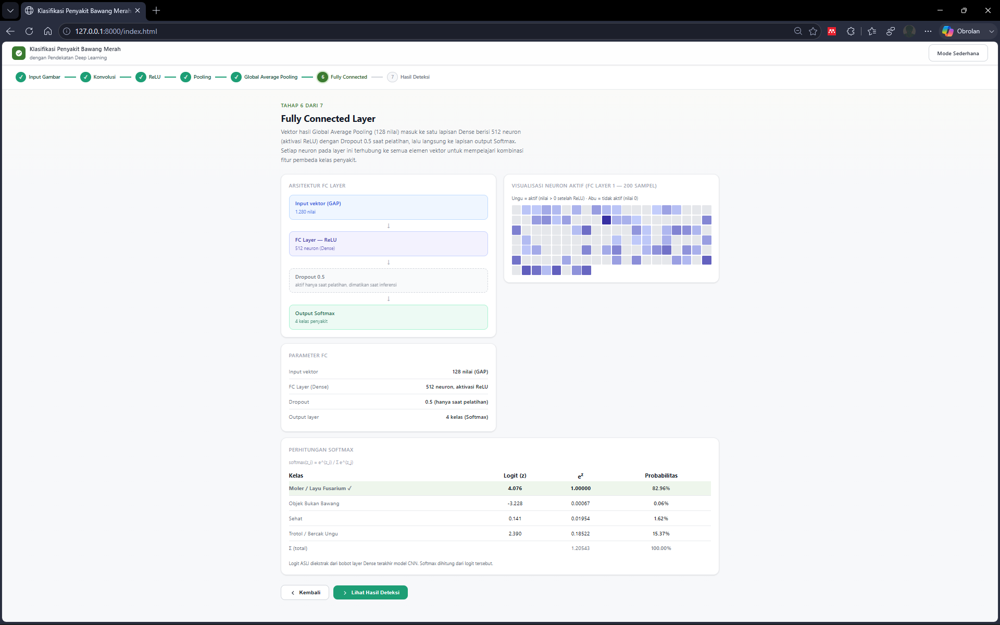 Klasifikasi Penyakit Bawang Merah
127.0.0.1:8000/index.html
Obrolan
Klasifikasi Penyakit Bawang Merah
dengan Pendekatan Deep Learning
Mode Sederhana
Input Gambar
Konvolusi
ReLU
Pooling
Global Average Pooling
6 Fully Connected
7 Hasil Deteksi
TAHAP 6 DARI 7
Fully Connected Layer
Vektor hasil Global Average Pooling (128 nilai) masuk ke satu lapisan Dense berisi 512 neuron
(aktivasi ReLU) dengan Dropout 0.5 saat pelatihan, lalu langsung ke lapisan output Softmax.
Setiap neuron pada layer ini terhubung ke semua elemen vektor untuk mempelajari kombinasi
fitur pembeda kelas penyakit.
ARSITEKTUR FC LAYER
Input vektor (GAP)
1.280 nilai
↓
FC Layer — ReLU
512 neuron (Dense)
↓
Dropout 0.5
aktif hanya saat pelatihan, dimatikan saat inferensi
↓
Output Softmax
4 kelas penyakit
VISUALISASI NEURON AKTIF (FC LAYER 1 — 200 SAMPEL)
Ungu = aktif (nilai > 0 setelah ReLU) · Abu = tidak aktif (nilai 0)
PARAMETER FC
Input vektor 128 nilai (GAP)
FC Layer (Dense) 512 neuron, aktivasi ReLU
Dropout 0.5 (hanya saat pelatihan)
Output layer 4 kelas (Softmax)
PERHITUNGAN SOFTMAX
softmax(z_i) = e^(z_i) / Σ e^(z_j)
Kelas Logit (z) e^z Probabilitas
Moler / Layu Fusarium ✓ 4.076 1.00000 82.96%
Objek Bukan Bawang -3.228 0.00067 0.06%
Sehat 0.141 0.01954 1.62%
Trotol / Bercak Ungu 2.390 0.18522 15.37%
Σ (total) 1.20543 100.00%
Logit ASLI diekstrak dari bobot layer Dense terakhir model CNN. Softmax dihitung dari logit tersebut.
Kembali
Lihat Hasil Deteksi